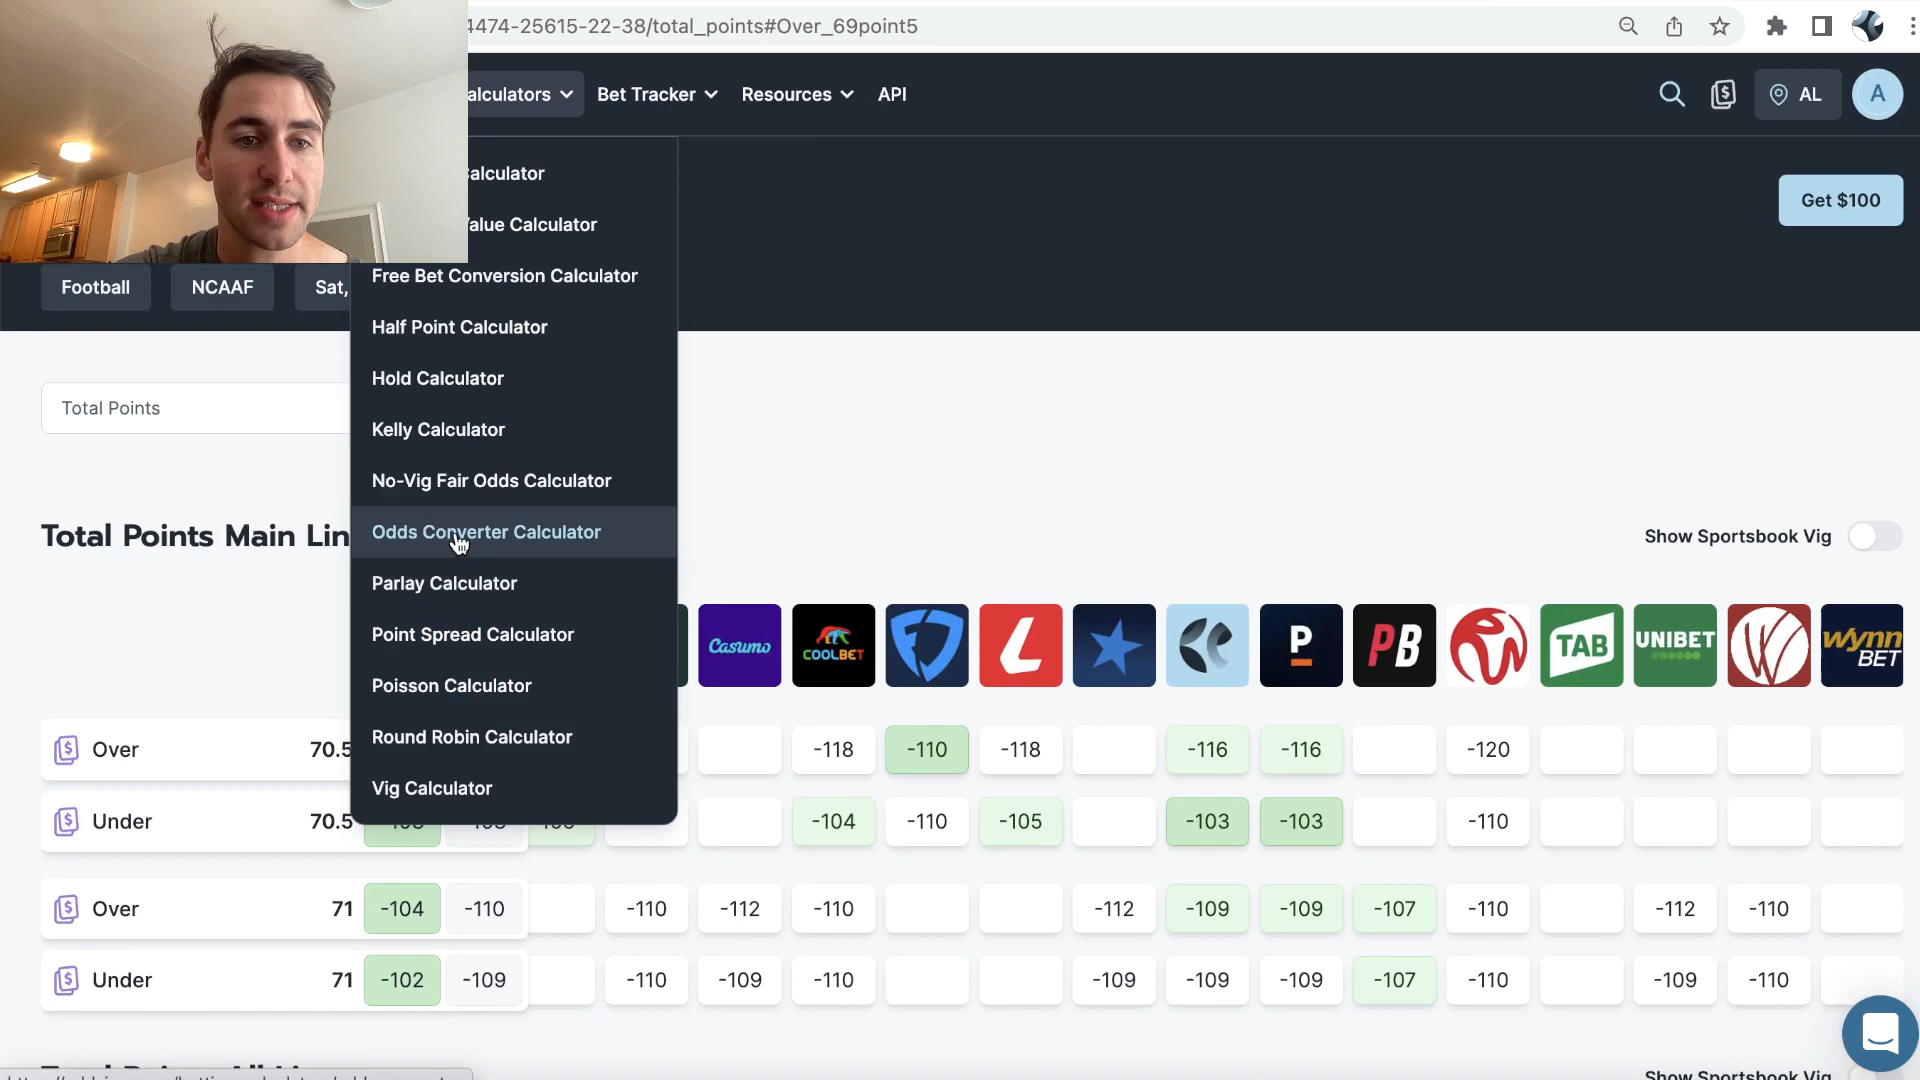 4474-25615-22-38/total_points#Over_69point5
alculators Bet Tracker Resources API AL A
Calculator
Value Calculator
Get $100
Free Bet Conversion Calculator
Football NCAAF Sat,
Half Point Calculator
Hold Calculator
Total Points
Kelly Calculator
No-Vig Fair Odds Calculator
Odds Converter Calculator
Total Points Main Lin
Show Sportsbook Vig
Parlay Calculator
Point Spread Calculator
Casumo COOLBET L P PB TAB UNIBET W WYNN BET
Poisson Calculator
Round Robin Calculator
Vig Calculator
Over 70.5 -118 -110 -118 -116 -116 -120
Under 70.5 -104 -110 -105 -103 -103 -110
Over 71 -104 -110 -110 -112 -110 -112 -109 -109 -107 -110 -112 -110
Under 71 -102 -109 -110 -109 -110 -109 -109 -109 -107 -110 -109 -110
Show Sportsbook Vig